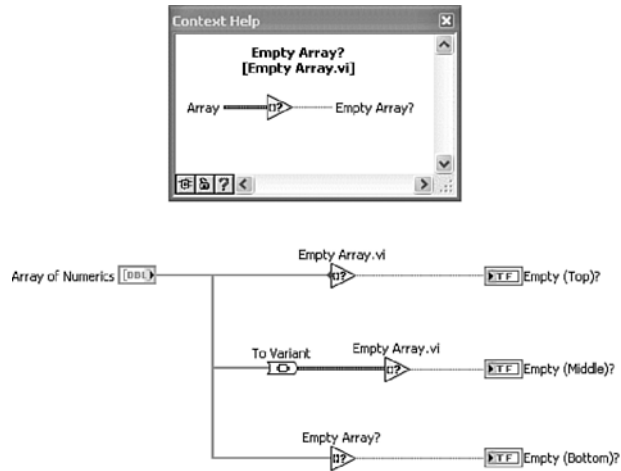 Context Help
Empty Array?
[Empty Array.vi]
Array
[]?
Empty Array?
?
Empty Array.vi
Array of Numerics
[DBL]
[]?
TF
Empty (Top)?
To Variant
Empty Array.vi
[]?
TF
Empty (Middle)?
Empty Array?
[]?
TF
Empty (Bottom)?